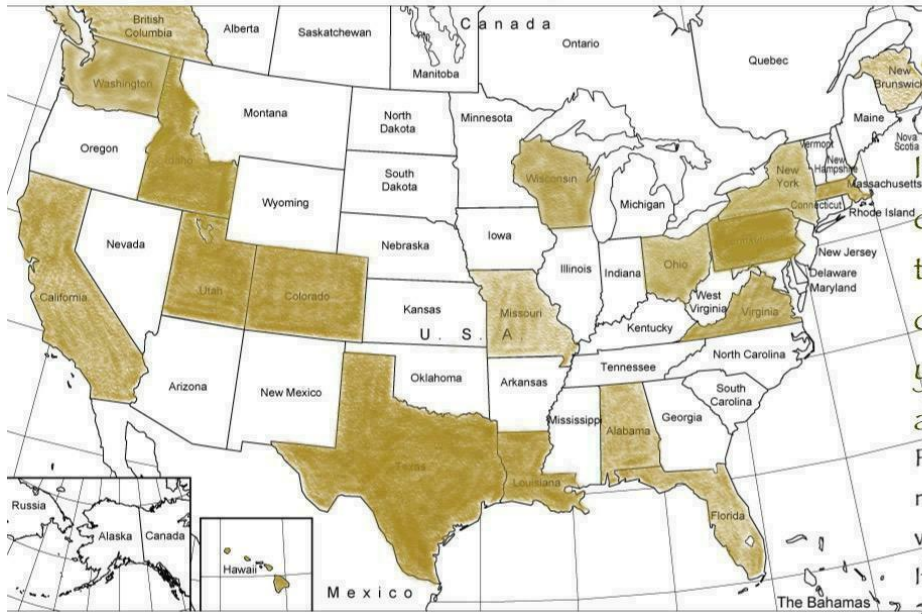 Canada
British
Columbia
Alberta
Saskatchewan
Manitoba
Ontario
Quebec
New
Brunswick
Nova
Scotia
Washington
Montana
North
Dakota
Minnesota
Maine
Vermont
New
Hampshire
Oregon
Idaho
South
Dakota
Wisconsin
Michigan
New
York
Massachusetts
Connecticut
Rhode Island
Wyoming
Nevada
Nebraska
Iowa
Illinois
Indiana
Ohio
New Jersey
Delaware
Maryland
California
Utah
Colorado
Kansas
Missouri
West
Virginia
Virginia
Kentucky
U. S. A.
Arizona
New Mexico
Oklahoma
Arkansas
Tennessee
North Carolina
South
Carolina
Texas
Louisiana
Mississippi
Alabama
Georgia
Florida
Russia
Alaska
Canada
Hawaii
Mexico
The Bahamas